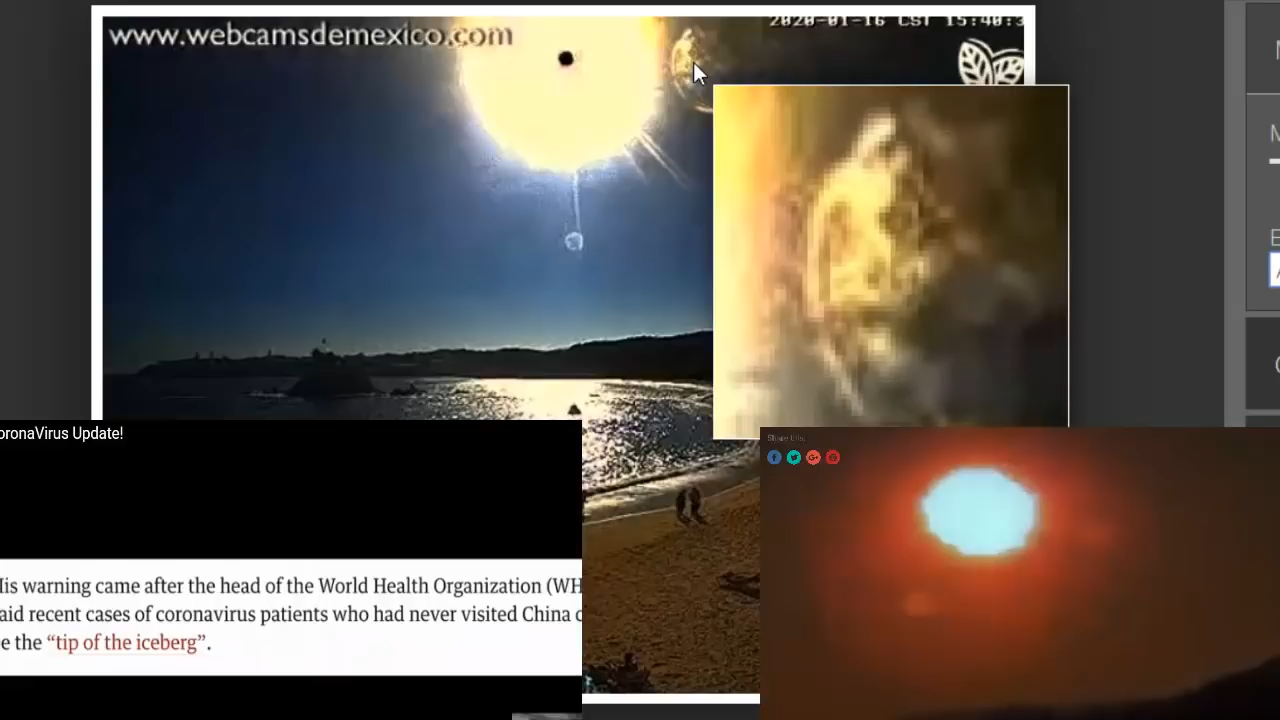 www.webcamsdemexico.com
2020-01-16 CST 15:40:3
oronaVirus Update!
His warning came after the head of the World Health Organization (WH
aid recent cases of coronavirus patients who had never visited China
e the “tip of the iceberg”.
Share this: